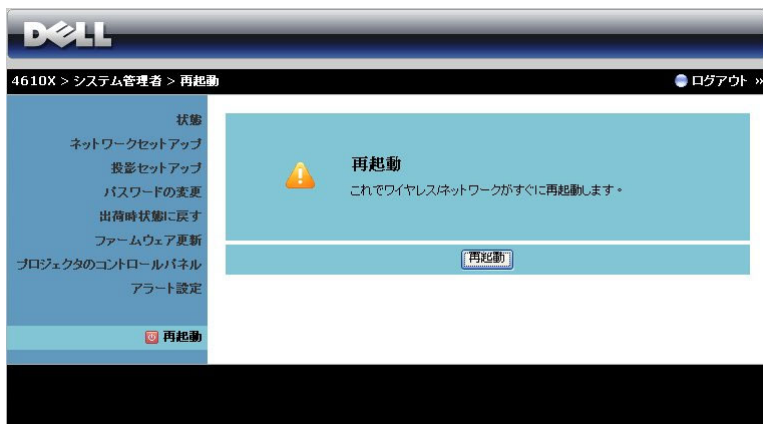 DELL
4610X > システム管理者 > 再起動
ログアウト »
状態
ネットワークセットアップ
投影セットアップ
パスワードの変更
出荷時状態に戻す
ファームウェア更新
プロジェクタのコントロールパネル
アラート設定
再起動
再起動
これでワイヤレス/ネットワークがすぐに再起動します。
再起動